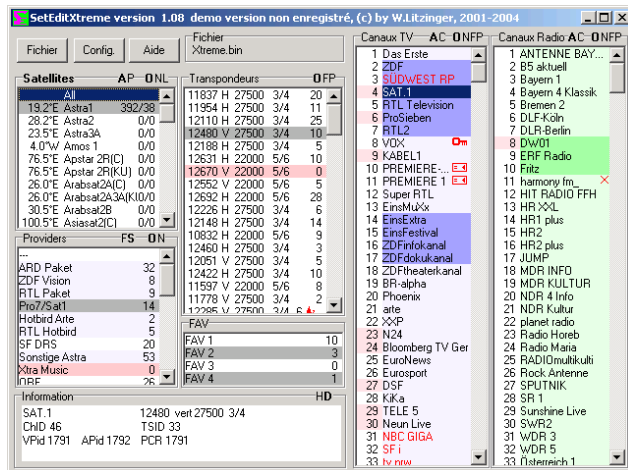 SetEditXtreme version 1.08 demo version non enregistré, (c) by W.Litzinger, 2001-2004
Fichier Config. Aide
Fichier
Xtreme.bin
Satellites AP ONL
All
19.2°E Astra1 392/38
28.2°E Astra2 0/0
23.5°E Astra3A 0/0
4.0°W Amos 1 0/0
76.5°E Apstar 2R(C) 0/0
76.5°E Apstar 2R(KU) 0/0
26.0°E Arabsat2A(C) 0/0
26.0°E Arabsat2A/3A(KU) 0/0
30.5°E Arabsat2B 0/0
100.5°E Asiasat2(C) 0/0
Providers FS ON
---
ARD Paket 32
ZDF Vision 8
RTL Paket 9
Pro7/Sat1 14
Hotbird Arte 2
RTL Hotbird 5
SF DRS 20
Sonstige Astra 53
Xtra Music 0
ORF 26
Transpondeurs OFP
11837 H 27500 3/4 20
11954 H 27500 3/4 11
12110 H 27500 3/4 25
12480 V 27500 3/4 10
12188 H 27500 3/4 5
12631 H 22000 5/6 10
12670 V 22000 5/6 0
12552 V 22000 5/6 5
12692 H 22000 5/6 28
12226 H 27500 3/4 6
12148 H 27500 3/4 14
10832 H 22000 5/6 9
12460 H 27500 3/4 3
12051 V 27500 3/4 5
12422 H 27500 3/4 10
11597 V 22000 5/6 8
11778 V 27500 3/4 2
12285 V 27500 3/4 6
FAV
FAV 1 10
FAV 2 3
FAV 3 0
FAV 4 1
Information HD
SAT.1 12480 vert 27500 3/4
ChID 46 TSID 33
VPid 1791 APid 1792 PCR 1791
Canaux TV AC ONFP
1 Das Erste
2 ZDF
3 SÜDWEST RP
4 SAT.1
5 RTL Television
6 ProSieben
7 RTL2
8 VOX
9 KABEL1
10 PREMIERE-...
11 PREMIERE 1
12 Super RTL
13 EinsMuXx
14 EinsExtra
15 EinsFestival
16 ZDFinfokanal
17 ZDFdokukanal
18 ZDFtheaterkanal
19 BR-alpha
20 Phoenix
21 arte
22 XXP
23 N24
24 Bloomberg TV Ger
25 EuroNews
26 Eurosport
27 DSF
28 KiKa
29 TELE 5
30 Neun Live
31 NBC GIGA
32 SF i
33 tv nrw
Canaux Radio AC ONFP
1 ANTENNE BAY...
2 B5 aktuell
3 Bayern 1
4 Bayern 4 Klassik
5 Bremen 2
6 DLF-Köln
7 DLR-Berlin
8 DW01
9 ERF Radio
10 Fritz
11 harmony fm_
12 HIT RADIO FFH
13 HR XXL
14 HR1 plus
15 HR2
16 HR2 plus
17 JUMP
18 MDR INFO
19 MDR KULTUR
20 NDR 4 Info
21 NDR Kultur
22 planet radio
23 Radio Horeb
24 Radio Maria
25 RADIOmultikulti
26 Rock Antenne
27 SPUTNIK
28 SR 1
29 Sunshine Live
30 SWR2
31 WDR 3
32 WDR 5
33 Österreich 1